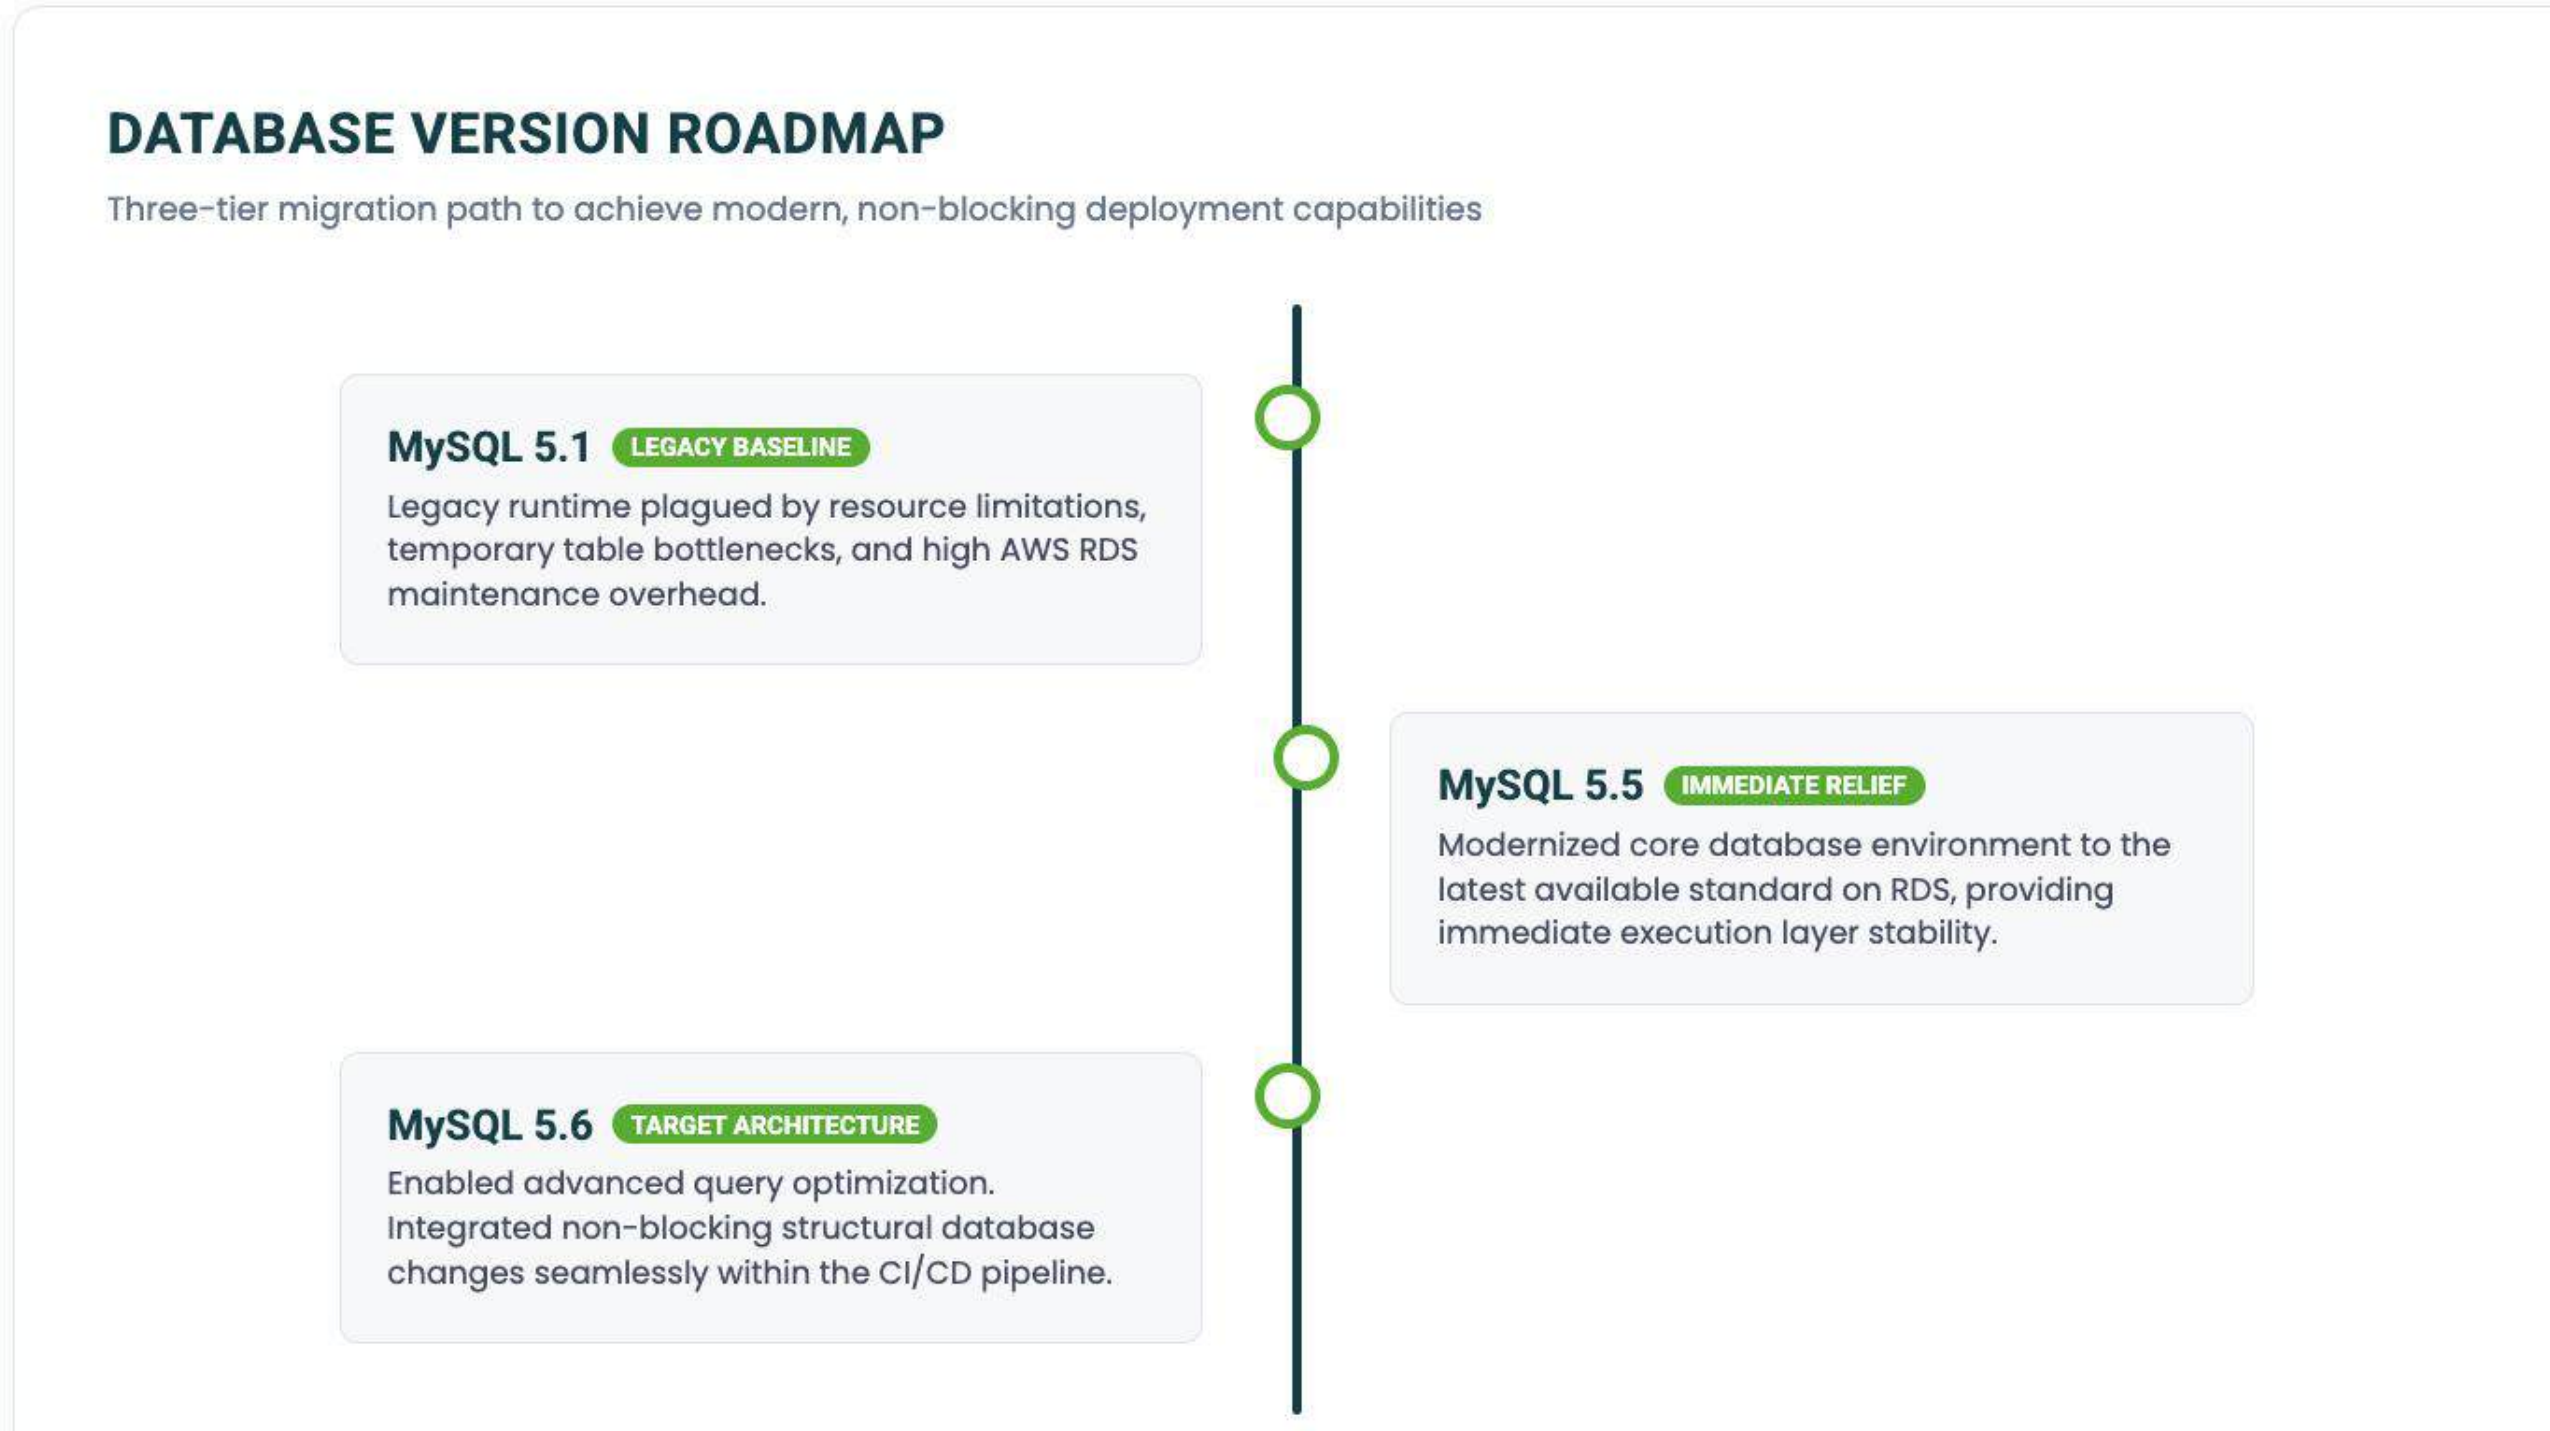 DATABASE VERSION ROADMAP
Three-tier migration path to achieve modern, non-blocking deployment capabilities
MySQL 5.1 LEGACY BASELINE
Legacy runtime plagued by resource limitations,
temporary table bottlenecks, and high AWS RDS
maintenance overhead.
MySQL 5.5 IMMEDIATE RELIEF
Modernized core database environment to the
latest available standard on RDS, providing
immediate execution layer stability.
MySQL 5.6 TARGET ARCHITECTURE
Enabled advanced query optimization.
Integrated non-blocking structural database
changes seamlessly within the CI/CD pipeline.